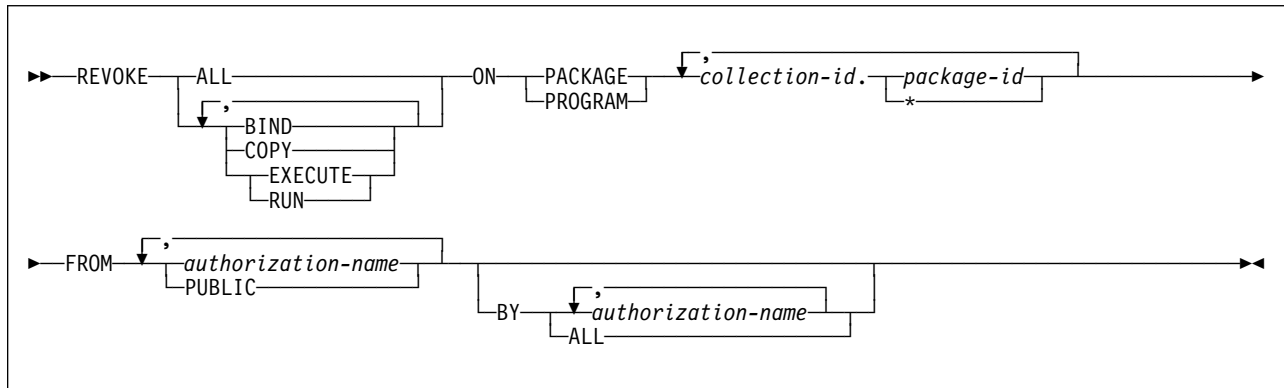 ,
REVOKE ALL ON PACKAGE collection-id. package-id
PROGRAM *
,
BIND
COPY
EXECUTE
RUN
,
FROM authorization-name
PUBLIC
,
BY authorization-name
ALL